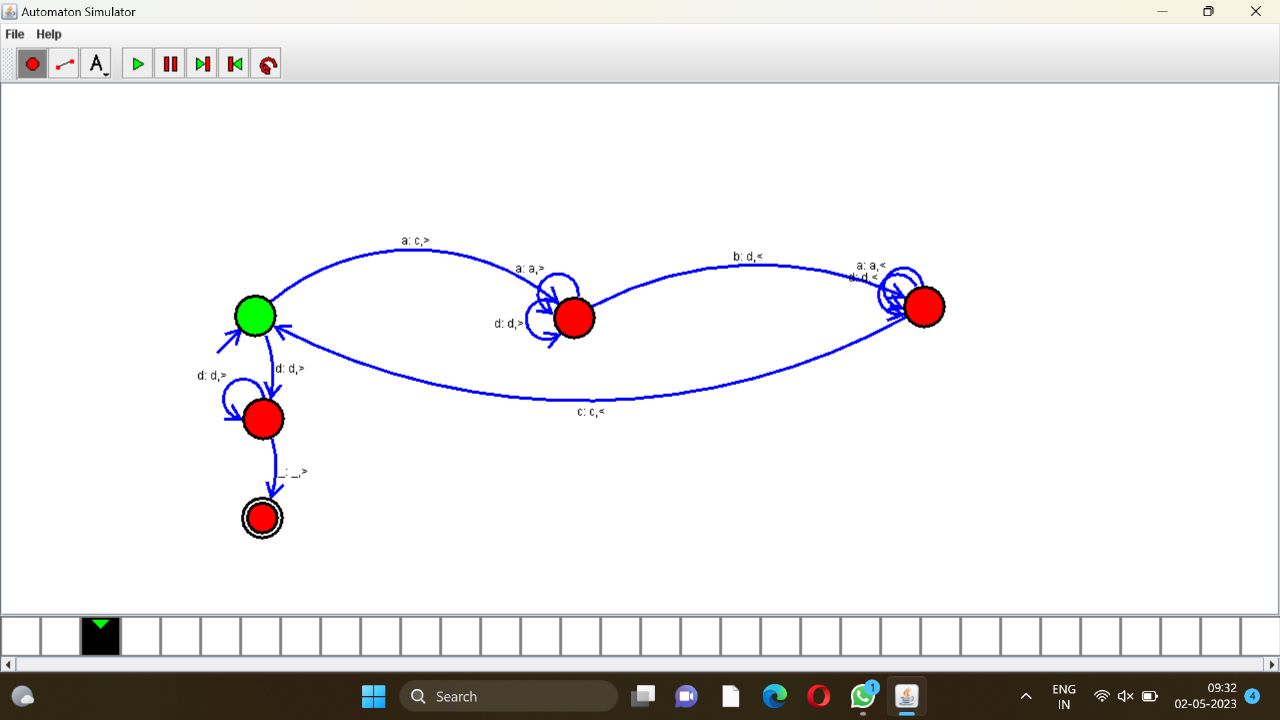 Automaton Simulator
File Help
A
a: c,>
b: d,<
a: a,>
a: a,<
d: d,<
d: d,>
d: d,>
d: d,>
c: c,<
_: _,>
Search
1
ENG
IN
09:32
02-05-2023
4